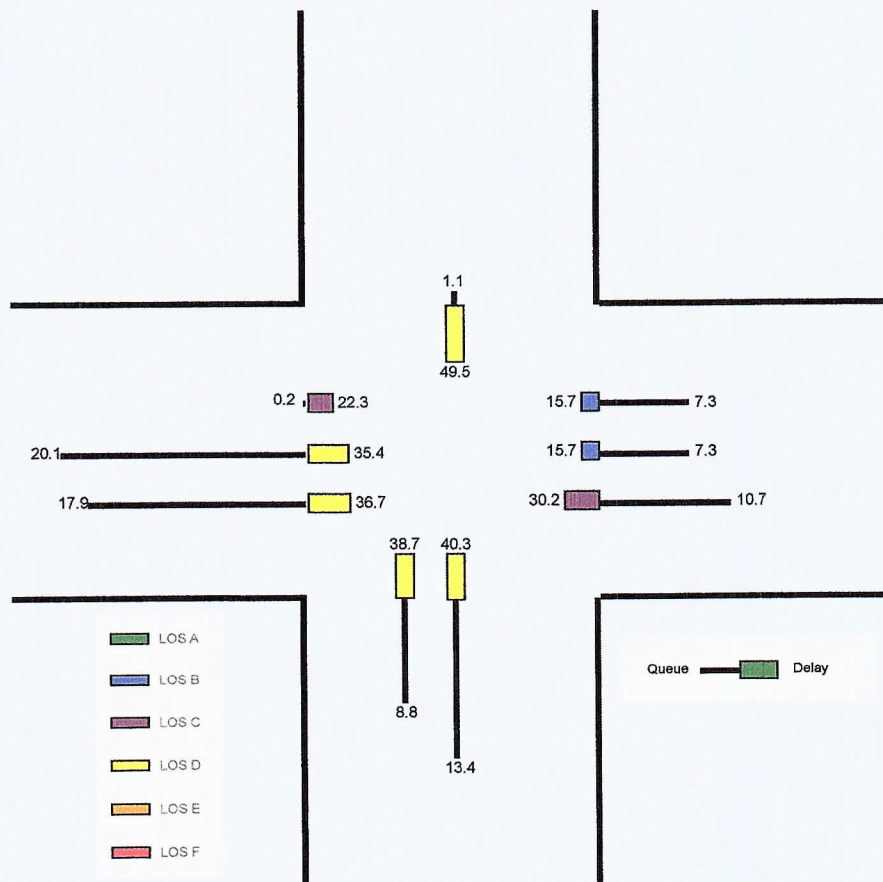 1.1
49.5
0.2 22.3
15.7 7.3
20.1 35.4
15.7 7.3
17.9 36.7
30.2 10.7
38.7 40.3
8.8
13.4
LOS A
LOS B
LOS C
LOS D
LOS E
LOS F
Queue Delay